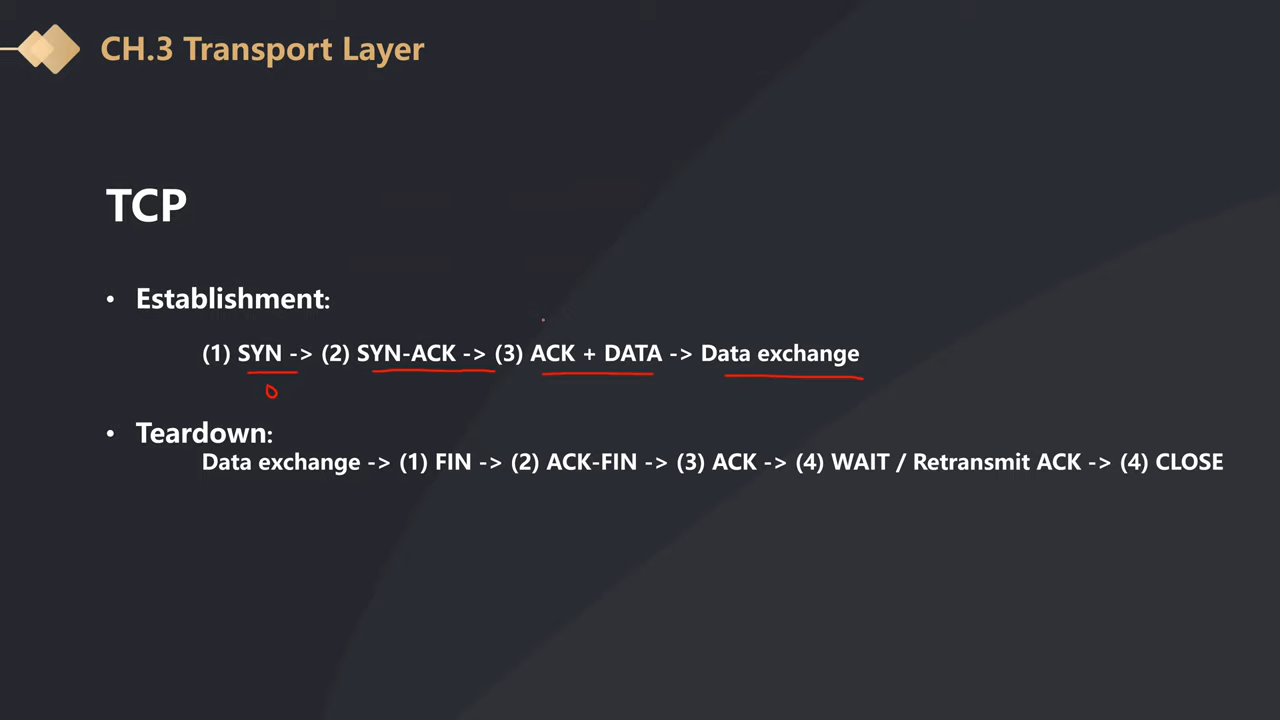 CH.3 Transport Layer
TCP
• Establishment:
(1) SYN -> (2) SYN-ACK -> (3) ACK + DATA -> Data exchange
0
• Teardown:
Data exchange -> (1) FIN -> (2) ACK-FIN -> (3) ACK -> (4) WAIT / Retransmit ACK -> (4) CLOSE